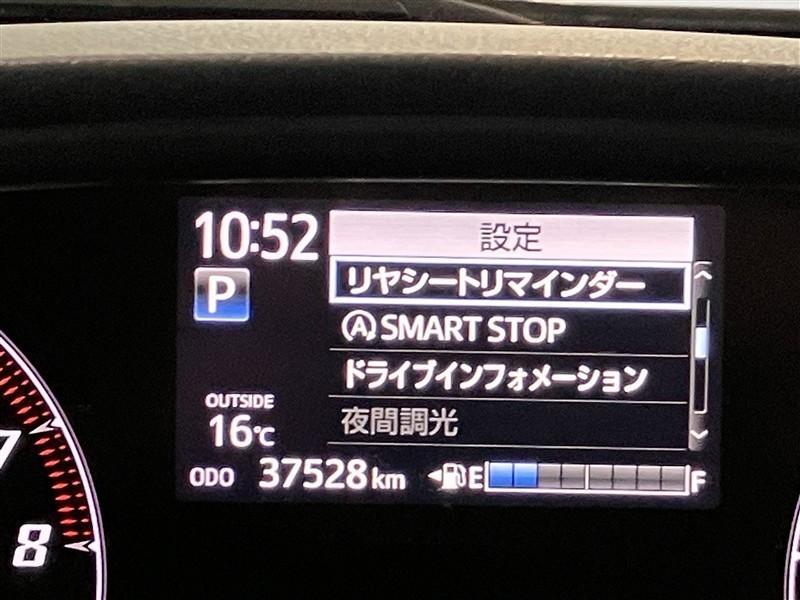 10:52
設定
P
リヤシートリマインダー
Ⓐ SMART STOP
ドライブインフォメーション
夜間調光
OUTSIDE
16℃
ODO 37528 km E F
7
8